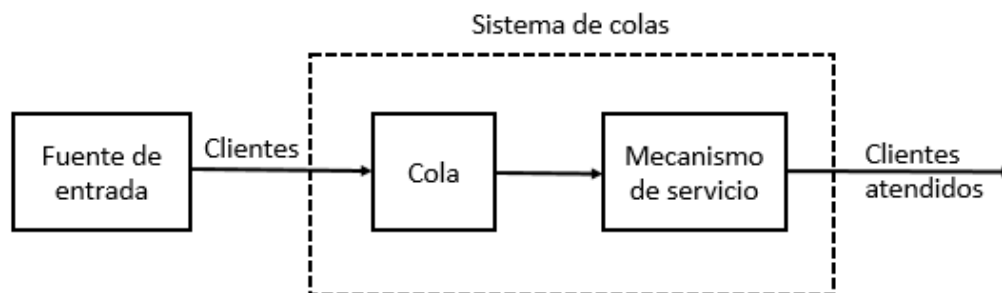 Sistema de colas
Fuente de
entrada
Clientes
Cola
Mecanismo
de servicio
Clientes
atendidos